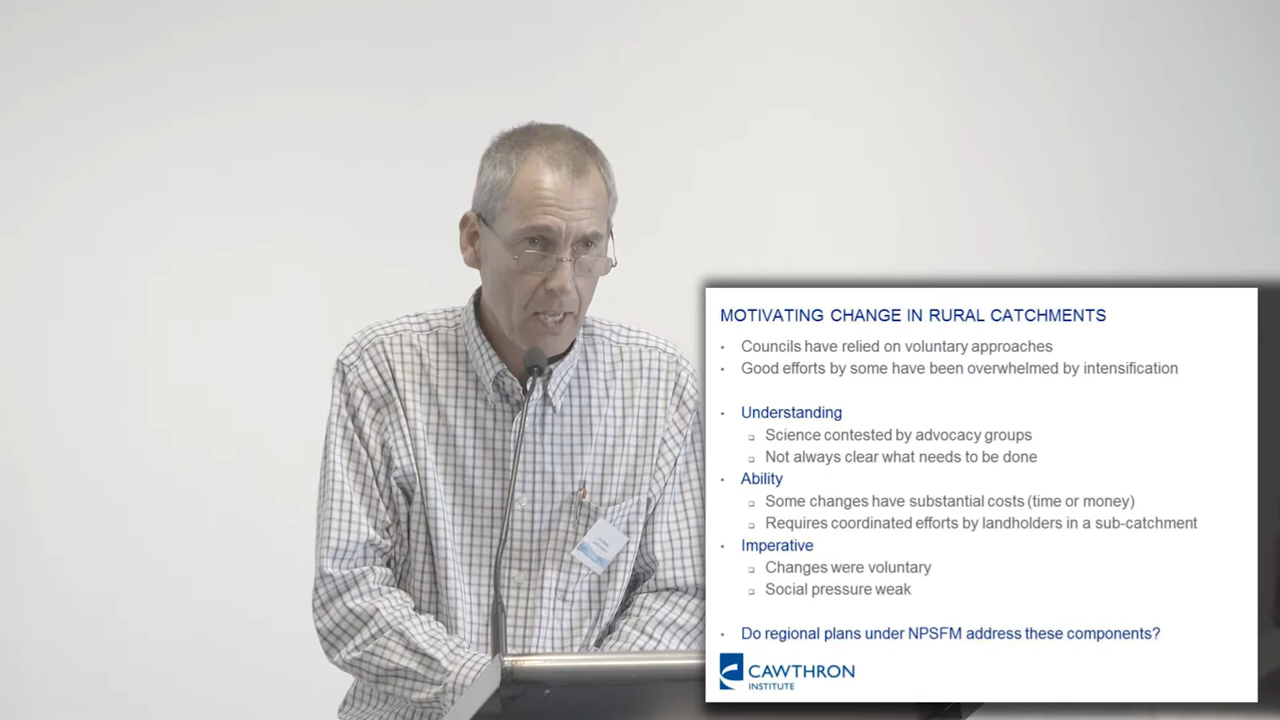 MOTIVATING CHANGE IN RURAL CATCHMENTS
• Councils have relied on voluntary approaches
• Good efforts by some have been overwhelmed by intensification
• Understanding
❑ Science contested by advocacy groups
❑ Not always clear what needs to be done
• Ability
❑ Some changes have substantial costs (time or money)
❑ Requires coordinated efforts by landholders in a sub-catchment
• Imperative
❑ Changes were voluntary
❑ Social pressure weak
• Do regional plans under NPSFM address these components?
CAWTHRON
INSTITUTE